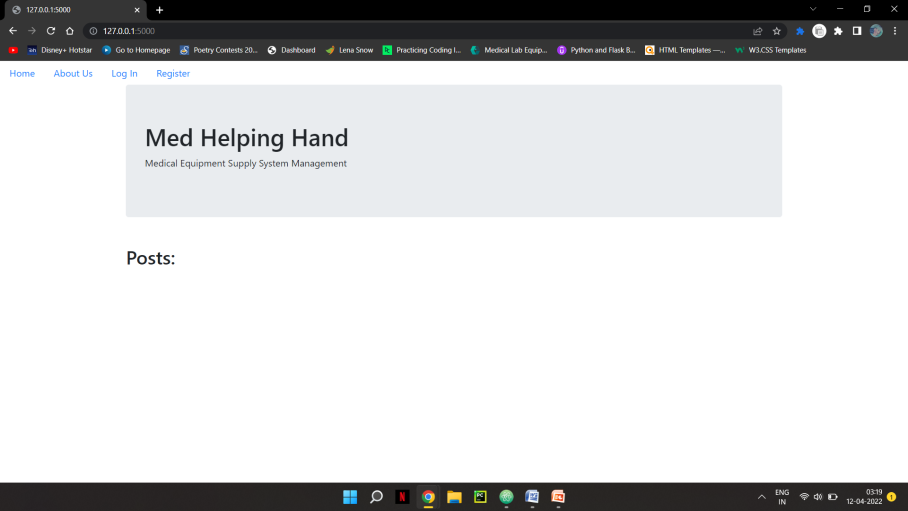 127.0.0.1:5000
127.0.0.1:5000
Disney+ Hotstar Go to Homepage Poetry Contests 20... Dashboard Lena Snow Practicing Coding I... Medical Lab Equip... Python and Flask B... HTML Templates —... W3.CSS Templates
Home About Us Log In Register
Med Helping Hand
Medical Equipment Supply System Management
Posts:
ENG 03:19
IN 12-04-2022 1